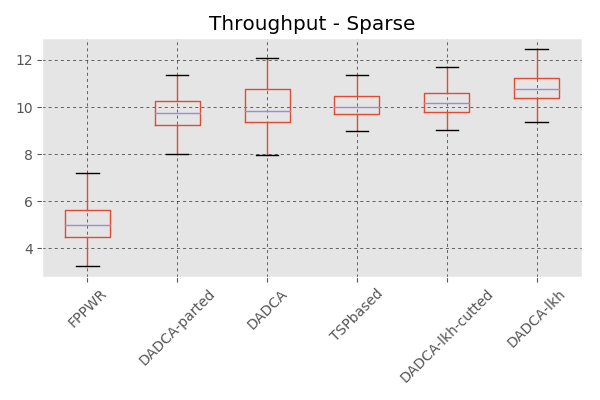 Throughput - Sparse
12
10
8
6
4
FPPWR
DADCA-parted
DADCA
TSPbased
DADCA-lkh-cutted
DADCA-lkh